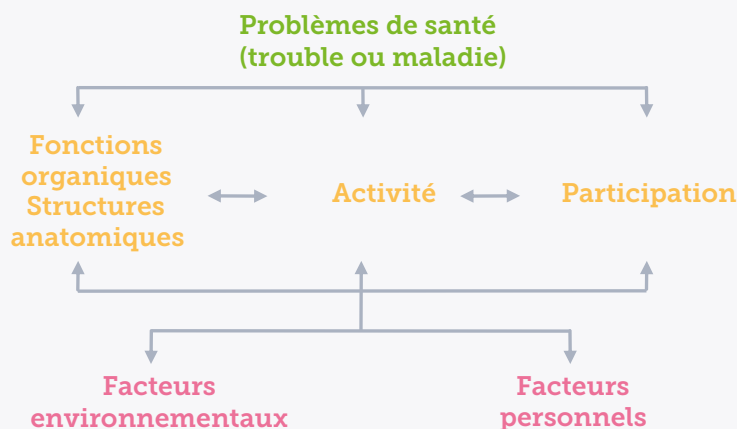 Problèmes de santé
(trouble ou maladie)
Fonctions
organiques
Structures
anatomiques
Activité
Participation
Facteurs
environnementaux
Facteurs
personnels